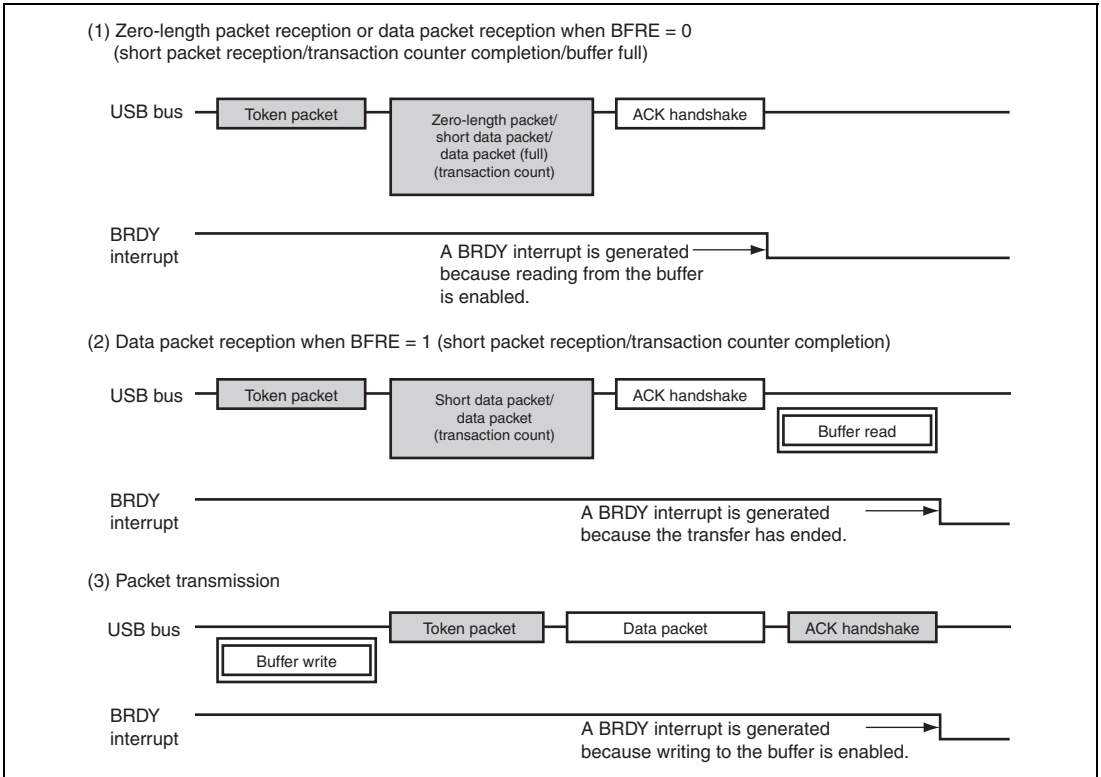 (1) Zero-length packet reception or data packet reception when BFRE = 0
(short packet reception/transaction counter completion/buffer full)
USB bus
Token packet
Zero-length packet/
short data packet/
data packet (full)
(transaction count)
ACK handshake
BRDY
interrupt
A BRDY interrupt is generated
because reading from the buffer
is enabled.
(2) Data packet reception when BFRE = 1 (short packet reception/transaction counter completion)
USB bus
Token packet
Short data packet/
data packet
(transaction count)
ACK handshake
Buffer read
BRDY
interrupt
A BRDY interrupt is generated
because the transfer has ended.
(3) Packet transmission
USB bus
Token packet
Data packet
ACK handshake
Buffer write
BRDY
interrupt
A BRDY interrupt is generated
because writing to the buffer is enabled.